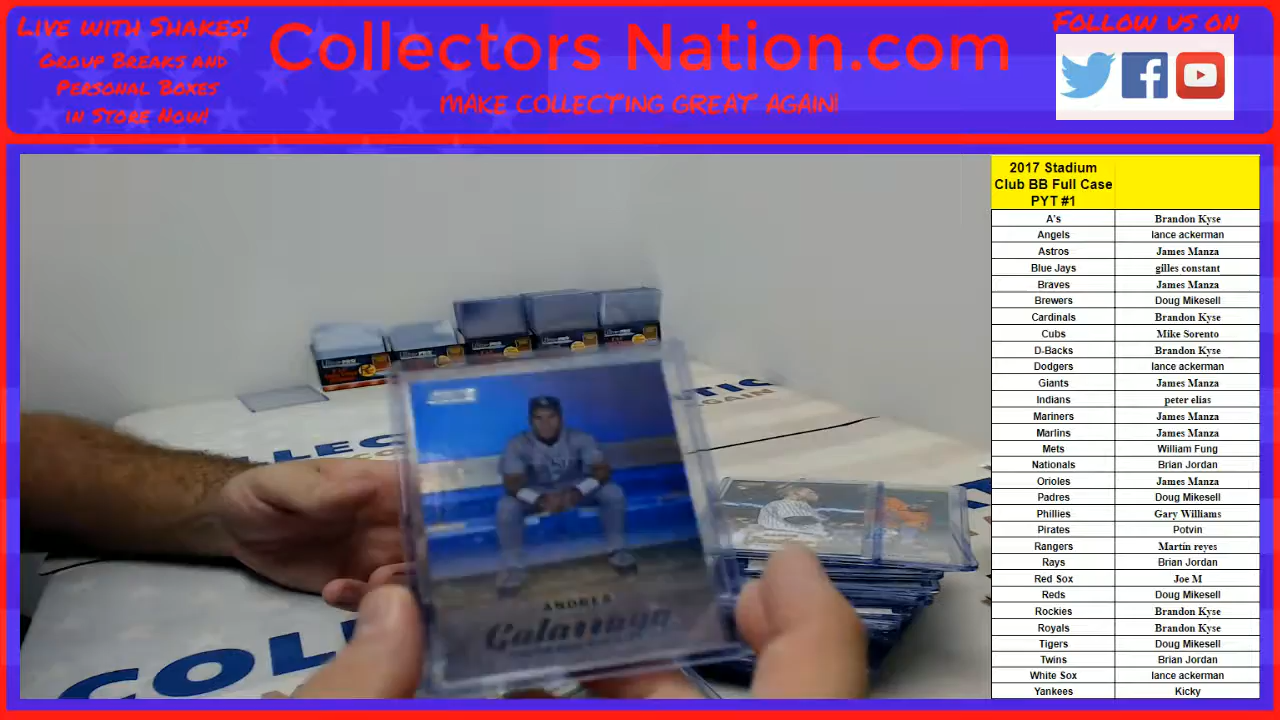 Live with Shakes!
Group Breaks and
Personal Boxes
in Store Now!
Collectors Nation.com
Make Collecting Great Again!
Follow us on
2017 Stadium
Club BB Full Case
PYT #1
A's Brandon Kyse
Angels lance ackerman
Astros James Manza
Blue Jays gilles constant
Braves James Manza
Brewers Doug Mikesell
Cardinals Brandon Kyse
Cubs Mike Sorento
D-Backs Brandon Kyse
Dodgers lance ackerman
Giants James Manza
Indians peter elias
Mariners James Manza
Marlins James Manza
Mets William Fung
Nationals Brian Jordan
Orioles James Manza
Padres Doug Mikesell
Phillies Gary Williams
Pirates Potvin
Rangers Martin reyes
Rays Brian Jordan
Red Sox Joe M
Reds Doug Mikesell
Rockies Brandon Kyse
Royals Brandon Kyse
Tigers Doug Mikesell
Twins Brian Jordan
White Sox lance ackerman
Yankees Kicky
ANDRES
Galarraga
COLLEC
COLL